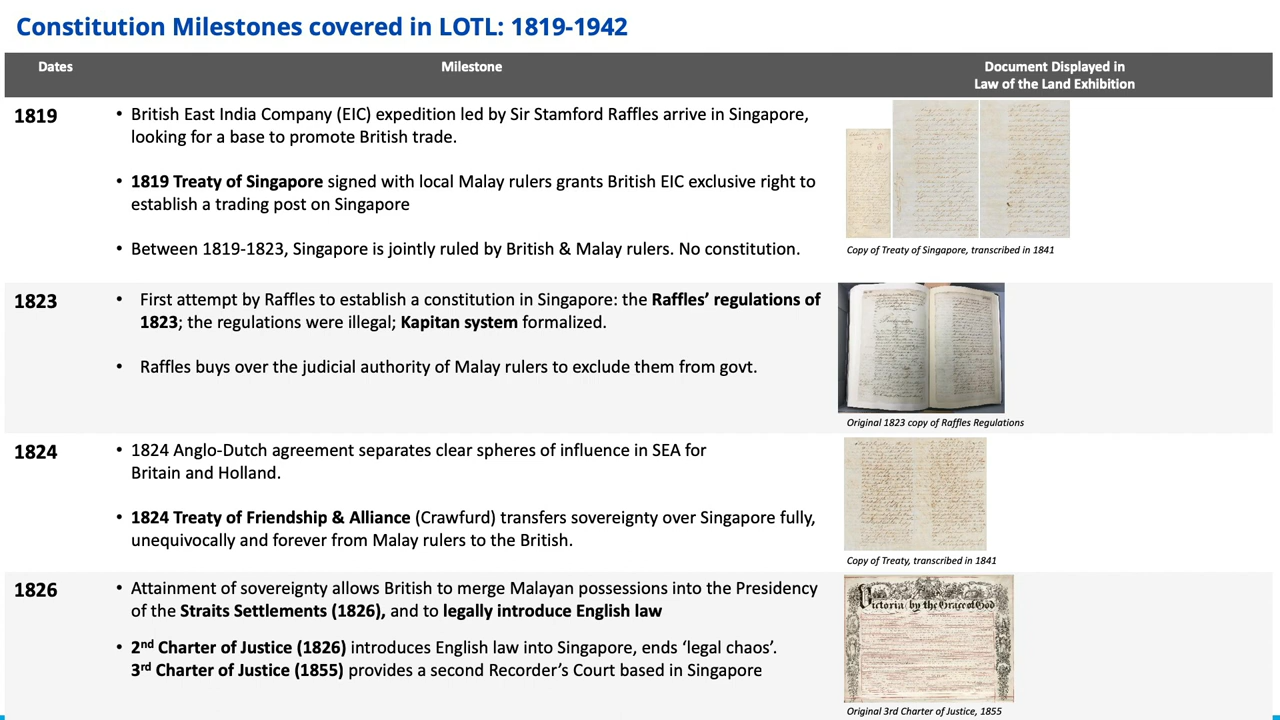 Constitution Milestones covered in LOTL: 1819-1942
Dates
Milestone
Document Displayed in
Law of the Land Exhibition
1819
• British East India Company (EIC) expedition led by Sir Stamford Raffles arrive in Singapore,
looking for a base to promote British trade.
• 1819 Treaty of Singapore signed with local Malay rulers grants British EIC exclusive right to
establish a trading post on Singapore
• Between 1819-1823, Singapore is jointly ruled by British & Malay rulers. No constitution.
Copy of Treaty of Singapore, transcribed in 1841
1823
• First attempt by Raffles to establish a constitution in Singapore: the Raffles’ regulations of
1823; the regulations were illegal; Kapitan system formalized.
• Raffles buys over the judicial authority of Malay rulers to exclude them from govt.
Original 1823 copy of Raffles Regulations
1824
• 1824 Anglo-Dutch agreement separates clear spheres of influence in SEA for
Britain and Holland.
• 1824 Treaty of Friendship & Alliance (Crawfurd) transfers sovereignty over Singapore fully,
unequivocally and forever from Malay rulers to the British.
Copy of Treaty, transcribed in 1841
1826
• Attainment of sovereignty allows British to merge Malayan possessions into the Presidency
of the Straits Settlements (1826), and to legally introduce English law
• 2nd Charter of Justice (1826) introduces English law into Singapore, ends ‘legal chaos’.
3rd Charter of Justice (1855) provides a second Recorder’s Court based in Singapore
Victoria by the Grace of God
Original 3rd Charter of Justice, 1855